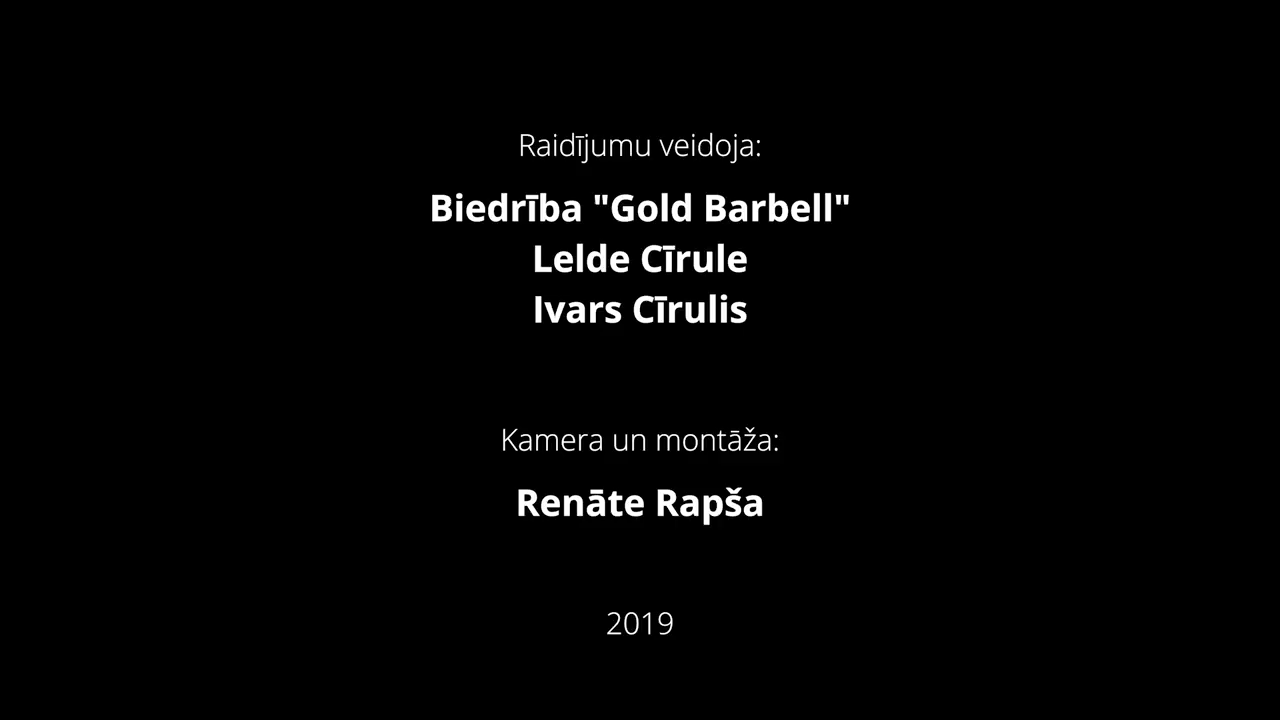 Raidījumu veidoja:
Biedrība "Gold Barbell"
Lelde Cīrule
Ivars Cīrulis
Kamera un montāža:
Renāte Rapša
2019